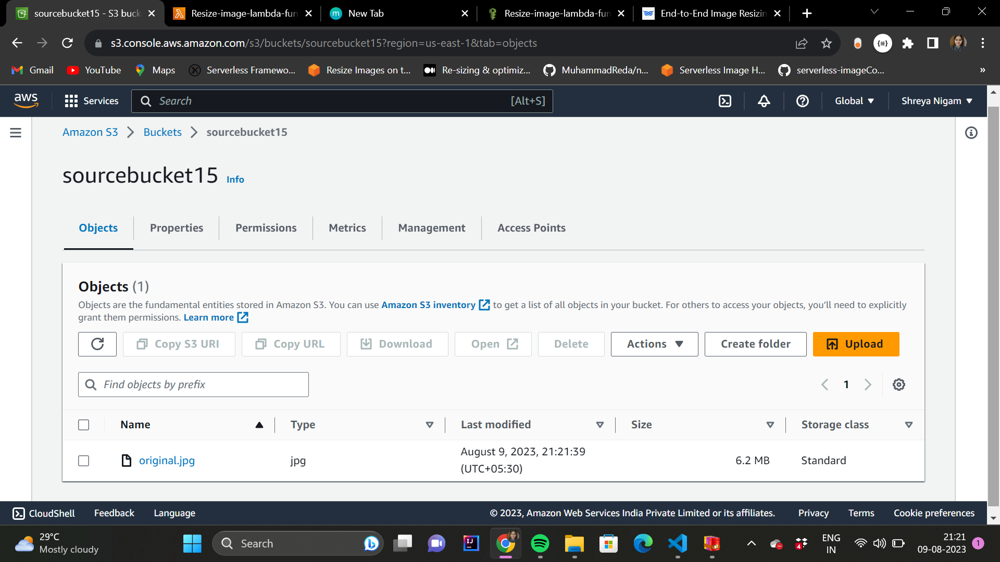 sourcebucket15 - S3 buck
Resize-image-lambda-fun
New Tab
Resize-image-lambda-fun
End-to-End Image Resizin
s3.console.aws.amazon.com/s3/buckets/sourcebucket15?region=us-east-1&tab=objects
Gmail
YouTube
Maps
Serverless Framewo...
Resize Images on t...
Re-sizing & optimiz...
MuhammadReda/n...
Serverless Image H...
serverless-imageCo...
»
aws
Services
Search
[Alt+S]
Global
Shreya Nigam
Amazon S3
Buckets
sourcebucket15
sourcebucket15 Info
Objects
Properties
Permissions
Metrics
Management
Access Points
Objects (1)
Objects are the fundamental entities stored in Amazon S3. You can use Amazon S3 inventory to get a list of all objects in your bucket. For others to access your objects, you'll need to explicitly
grant them permissions. Learn more
Copy S3 URI
Copy URL
Download
Open
Delete
Actions
Create folder
Upload
Find objects by prefix
1
Name
Type
Last modified
Size
Storage class
original.jpg
jpg
August 9, 2023, 21:21:39
(UTC+05:30)
6.2 MB
Standard
CloudShell
Feedback
Language
© 2023, Amazon Web Services India Private Limited or its affiliates.
Privacy
Terms
Cookie preferences
29°C
Mostly cloudy
Search
IJ
4
ENG
IN
21:21
09-08-2023
1